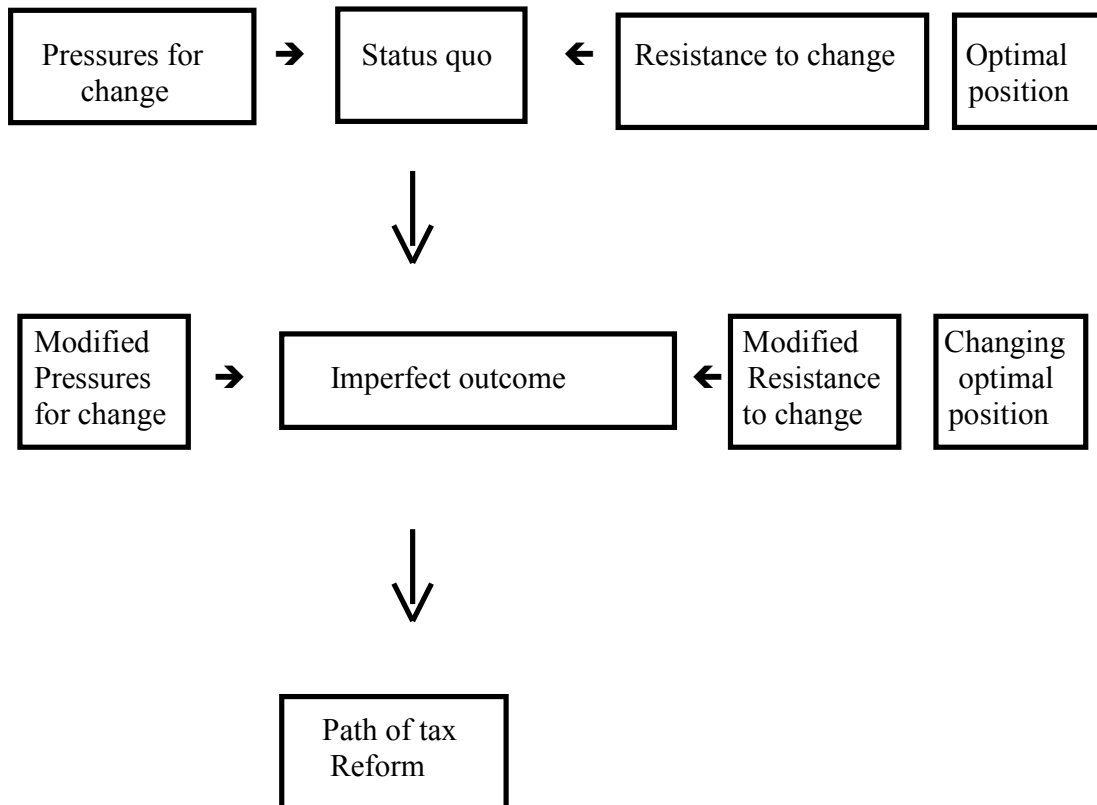 Pressures for
change
Status quo
Resistance to change
Optimal
position
Modified
Pressures
for change
Imperfect outcome
Modified
Resistance
to change
Changing
optimal
position
Path of tax
Reform